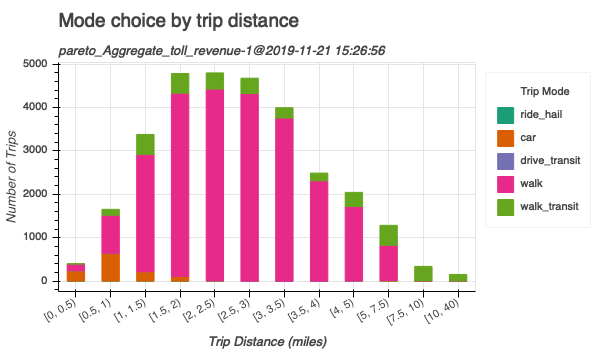 Mode choice by trip distance
pareto_Aggregate_toll_revenue-1@2019-11-21 15:26:56
5000
4000
3000
2000
1000
0
Number of Trips
[0, 0.5)
[0.5, 1)
[1, 1.5)
[1.5, 2)
[2, 2.5)
[2.5, 3)
[3, 3.5)
[3.5, 4)
[4, 5)
[5, 7.5)
[7.5, 10)
[10, 40)
Trip Distance (miles)
Trip Mode
ride_hail
car
drive_transit
walk
walk_transit